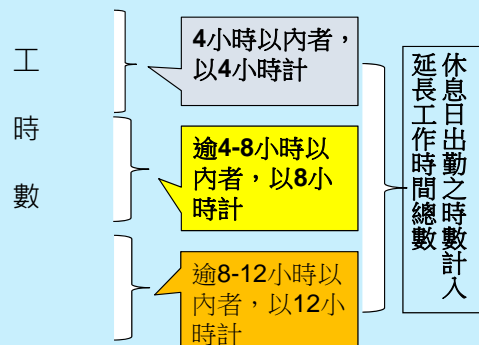 工
時
數
4小時以內者，
以4小時計
逾4-8小時以
內者，以8小
時計
逾8-12小時以
內者，以12小
時計
休息日出勤之時數計入
延長工作時間總數